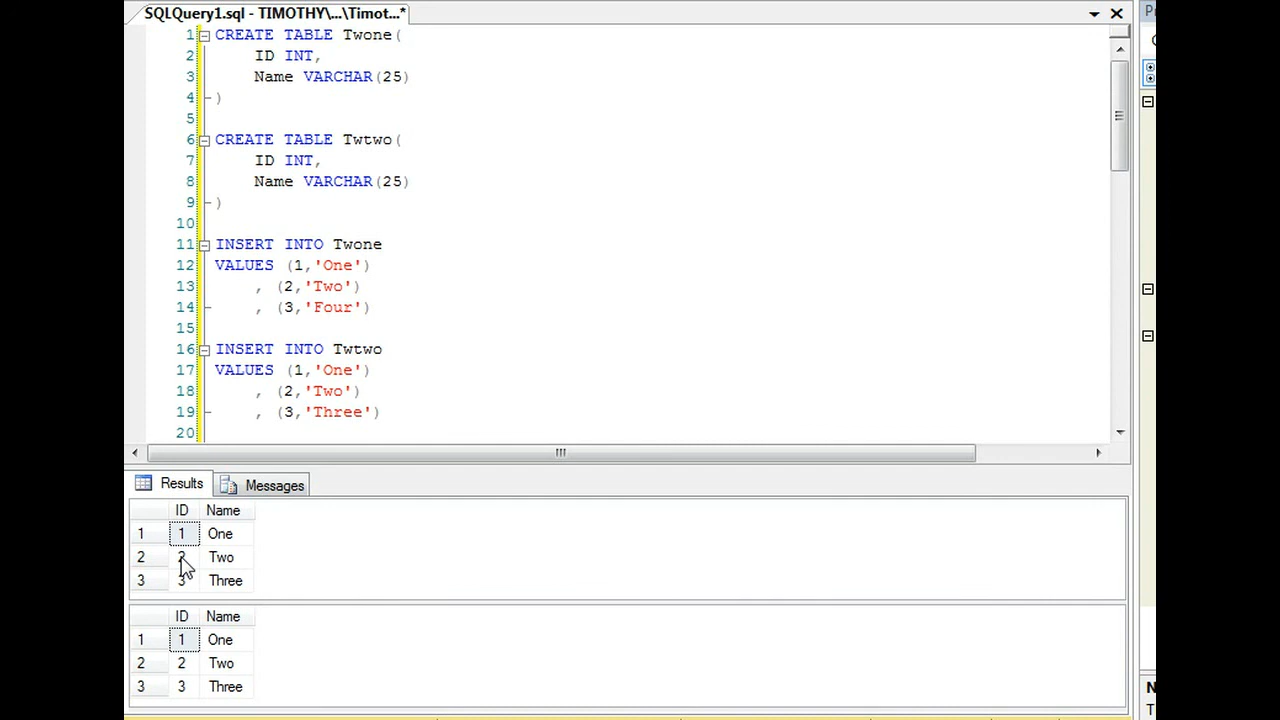 SQLQuery1.sql - TIMOTHY\...\Timot...*
1 CREATE TABLE Twone(
2 ID INT,
3 Name VARCHAR(25)
4 )
5
6 CREATE TABLE Twtwo(
7 ID INT,
8 Name VARCHAR(25)
9 )
10
11 INSERT INTO Twone
12 VALUES (1,'One')
13 , (2,'Two')
14 , (3,'Four')
15
16 INSERT INTO Twtwo
17 VALUES (1,'One')
18 , (2,'Two')
19 , (3,'Three')
20
Results Messages
ID Name
1 1 One
2 2 Two
3 3 Three
ID Name
1 1 One
2 2 Two
3 3 Three